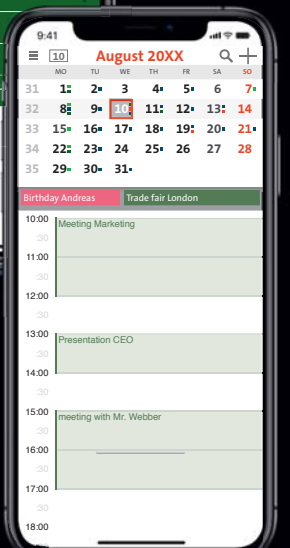 10 August 20XX
MO TU WE TH FR SA SO
31 1 2 3 4 5 6 7
32 8 9 10 11 12 13 14
33 15 16 17 18 19 20 21
34 22 23 24 25 26 27 28
35 29 30 31
Birthday Andreas Trade fair London
10:00 Meeting Marketing
:30
11:00
:30
12:00
:30
13:00 Presentation CEO
:30
14:00
:30
15:00 meeting with Mr. Webber
:30
16:00
:30
17:00
:30
18:00